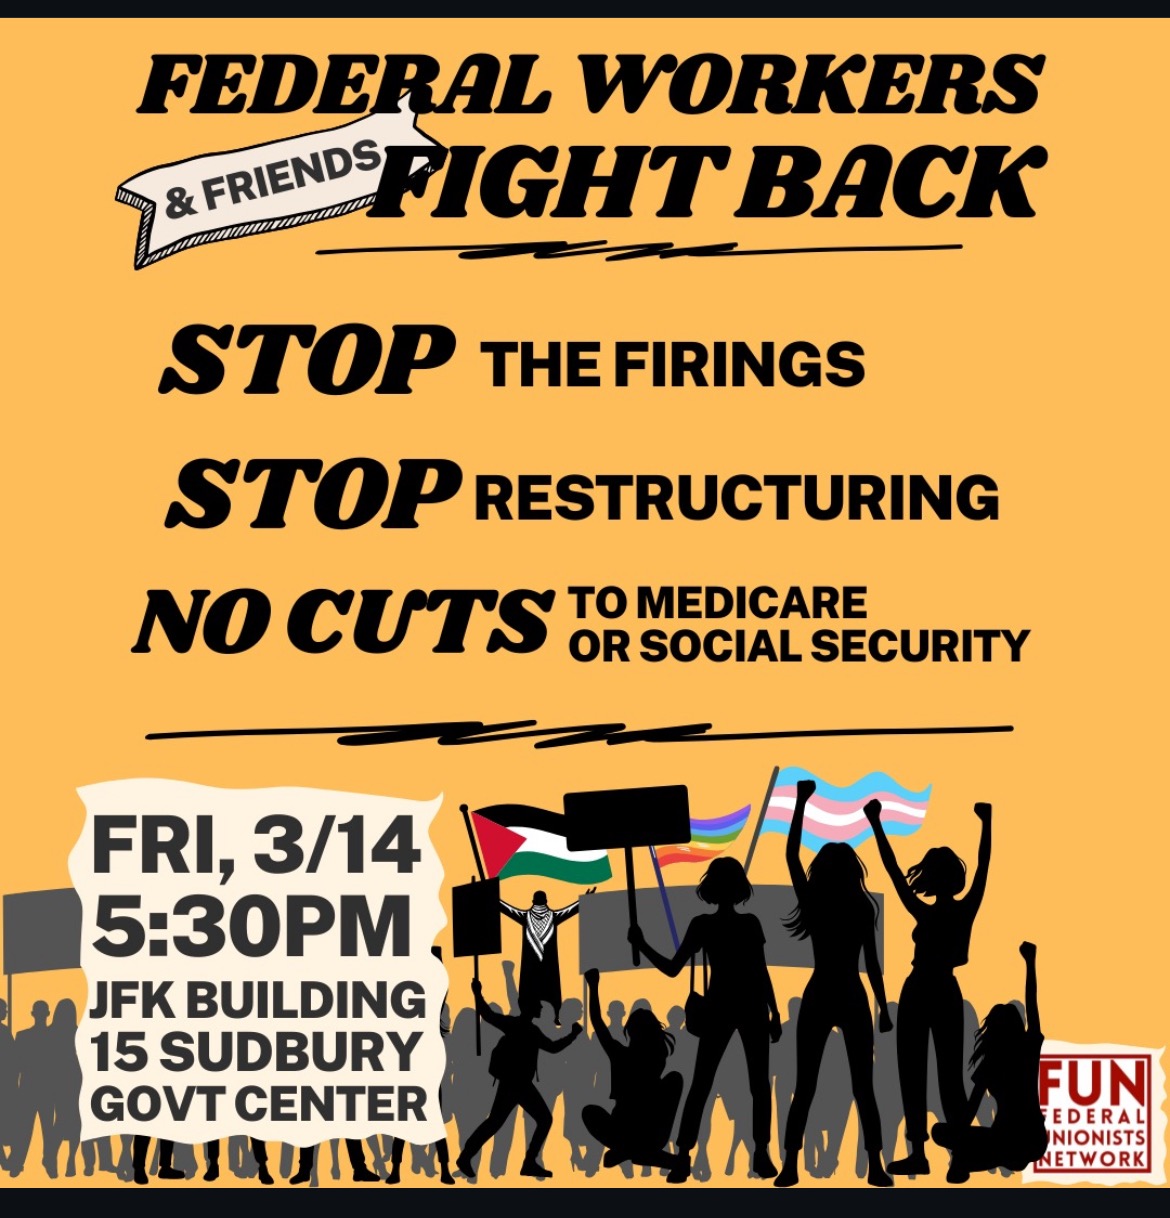 FEDERAL WORKERS
& FRIENDS
FIGHT BACK
STOP THE FIRINGS
STOP RESTRUCTURING
NO CUTS TO MEDICARE
OR SOCIAL SECURITY
FRI, 3/14
5:30PM
JFK BUILDING
15 SUDBURY
GOVT CENTER
FUN
FEDERAL
UNIONISTS
NETWORK